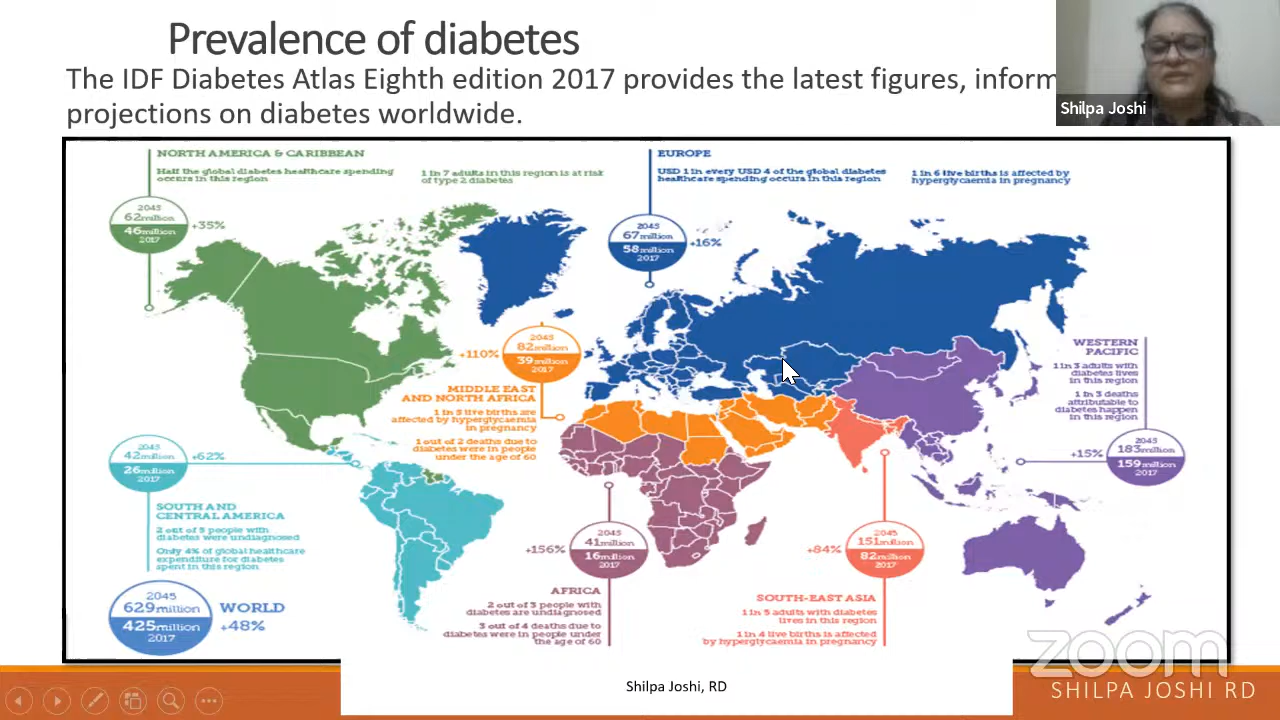 Prevalence of diabetes
The IDF Diabetes Atlas Eighth edition 2017 provides the latest figures, inform
projections on diabetes worldwide.
Shilpa Joshi
NORTH AMERICA & CARIBBEAN
Half the global diabetes healthcare spending
occurs in this region
1 in 7 adults in this region is at risk
of type 2 diabetes
2045
62 million
46 million
2017
+35%
EUROPE
USD 1 in every USD 4 of the global diabetes
healthcare spending occurs in this region
1 in 6 live births is affected by
hyperglycaemia in pregnancy
2045
67 million
58 million
2017
+16%
2045
82 million
39 million
2017
+110%
MIDDLE EAST
AND NORTH AFRICA
live births are
affected by hyperglycaemia
in pregnancy
1 out of 2 deaths due to
diabetes were in people
under the age of 60
WESTERN
PACIFIC
1 in 3 adults with
diabetes lives
in this region
1 in 3 deaths
attributable to
diabetes happen
in this region
2045
183 million
159 million
2017
+15%
2045
42 million
26 million
2017
+62%
SOUTH AND
CENTRAL AMERICA
2 out of 5 people with
diabetes were undiagnosed
Only 4% of global healthcare
expenditure for diabetes
spent in this region
2045
629 million
425 million
2017
WORLD
+48%
2045
41 million
16 million
2017
+156%
AFRICA
2 out of 3 people with
diabetes are undiagnosed
3 out of 4 deaths due to
diabetes were in people under
the age of 60
2045
151 million
82 million
2017
+84%
SOUTH-EAST ASIA
1 in 5 adults with diabetes
lives in this region
1 in 4 live births is affected
by hyperglycaemia in pregnancy
zoom
Shilpa Joshi, RD
SHILPA JOSHI RD